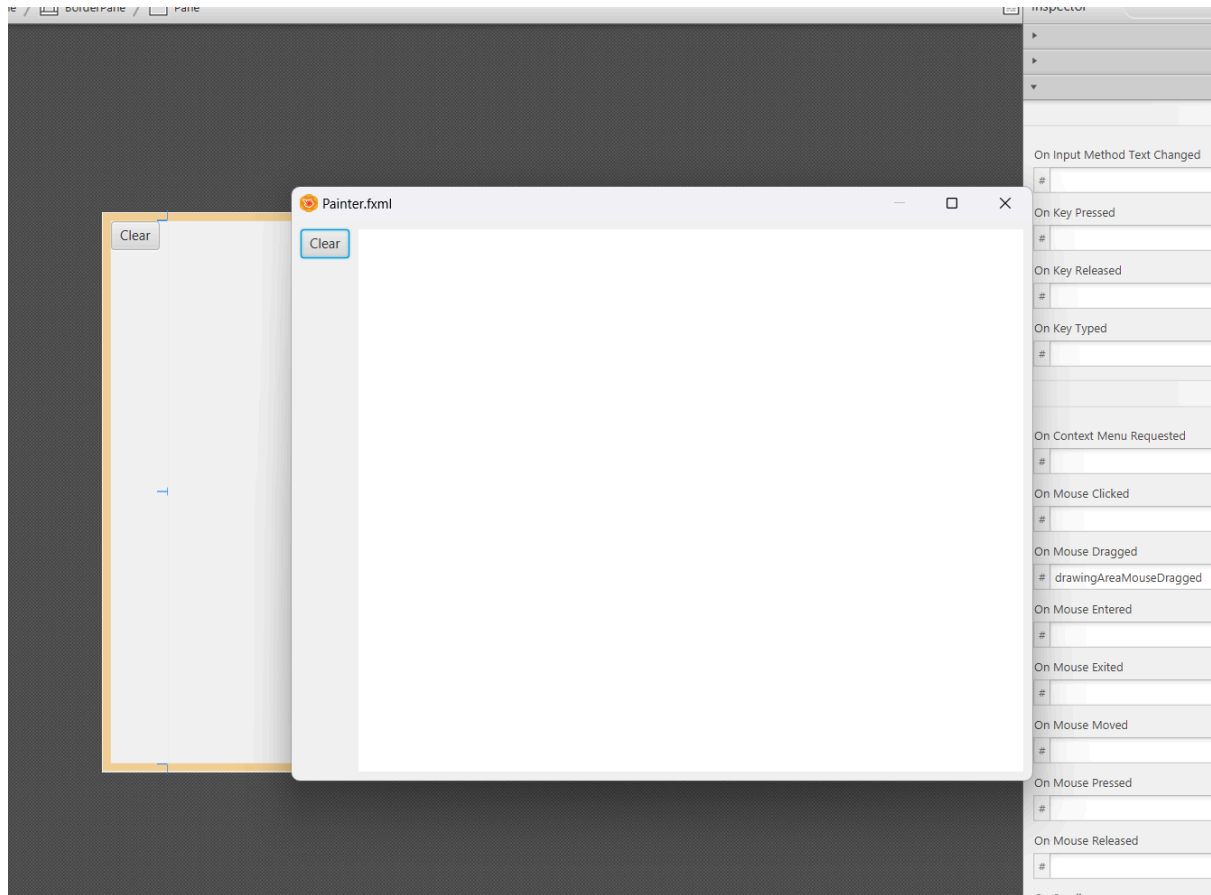 BorderPane / Pane
Inspector
On Input Method Text Changed
#
Painter.fxml
On Key Pressed
#
Clear
Clear
On Key Released
#
On Key Typed
#
On Context Menu Requested
#
On Mouse Clicked
#
On Mouse Dragged
# drawingAreaMouseDragged
On Mouse Entered
#
On Mouse Exited
#
On Mouse Moved
#
On Mouse Pressed
#
On Mouse Released
#